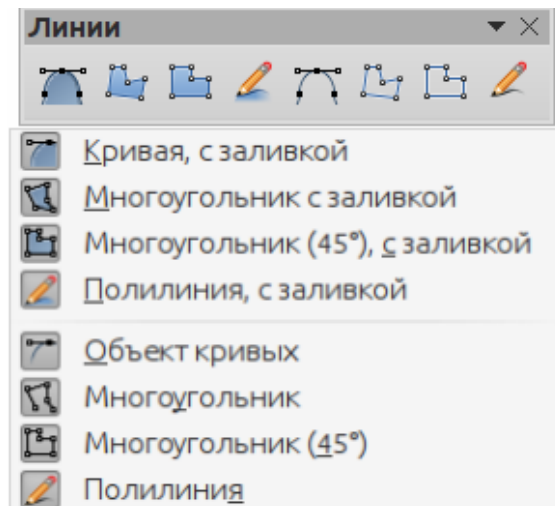 Линии
Кривая, с заливкой
Многоугольник с заливкой
Многоугольник (45°), с заливкой
Полилиния, с заливкой
Объект кривых
Многоугольник
Многоугольник (45°)
Полилиния